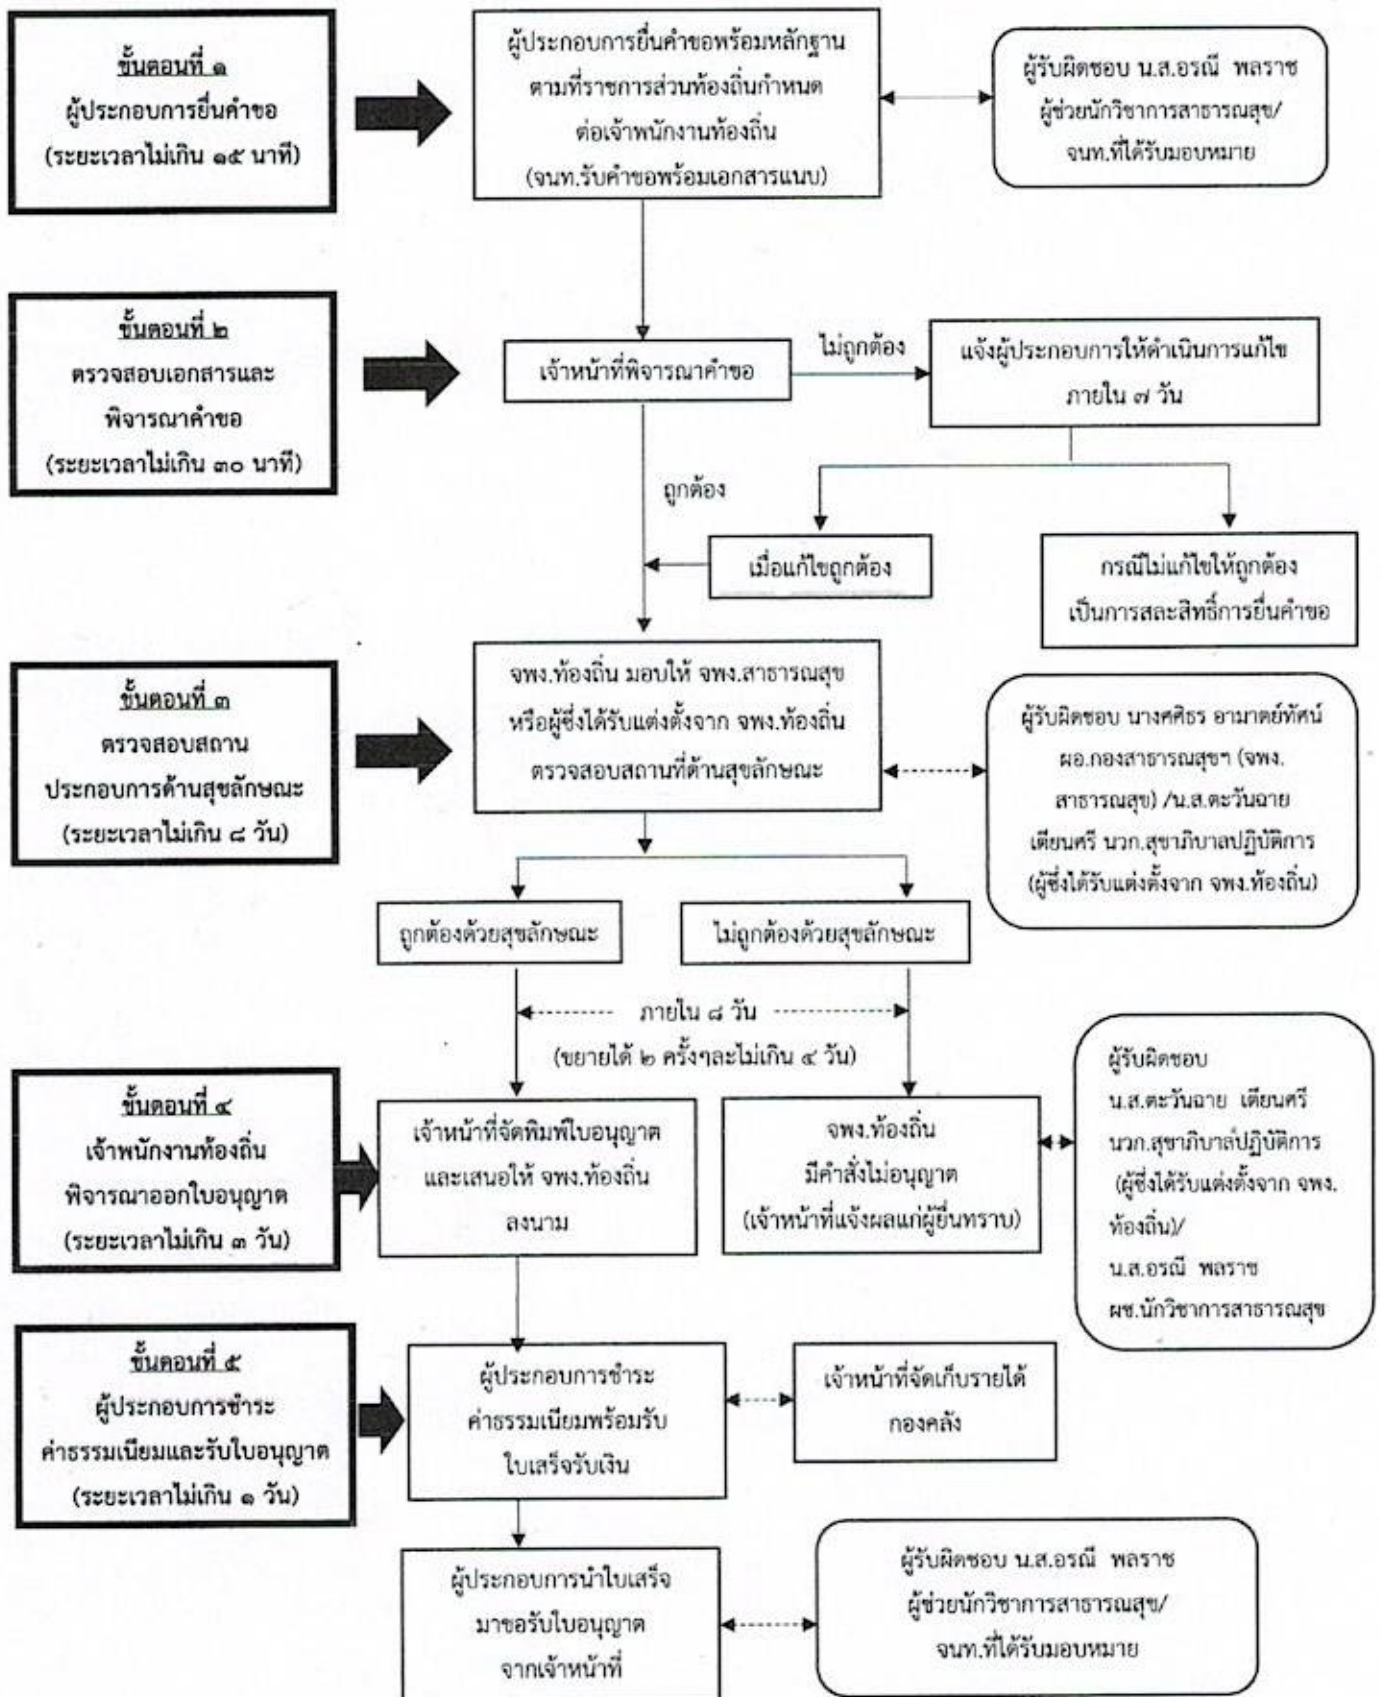 ขั้นตอนที่ ๑
ผู้ประกอบการยื่นคำขอ
(ระยะเวลาไม่เกิน ๑๕ นาที)
ผู้ประกอบการยื่นคำขอพร้อมหลักฐาน
ตามที่ราชการส่วนท้องถิ่นกำหนด
ต่อเจ้าพนักงานท้องถิ่น
(จนท.รับคำขอพร้อมเอกสารแนบ)
ผู้รับผิดชอบ น.ส.อรณี พลราช
ผู้ช่วยนักวิชาการสาธารณสุข/
จนท.ที่ได้รับมอบหมาย
ขั้นตอนที่ ๒
ตรวจสอบเอกสารและ
พิจารณาคำขอ
(ระยะเวลาไม่เกิน ๓๐ นาที)
เจ้าหน้าที่พิจารณาคำขอ
ไม่ถูกต้อง
แจ้งผู้ประกอบการให้ดำเนินการแก้ไข
ภายใน ๗ วัน
ถูกต้อง
เมื่อแก้ไขถูกต้อง
กรณีไม่แก้ไขให้ถูกต้อง
เป็นการสละสิทธิ์การยื่นคำขอ
ขั้นตอนที่ ๓
ตรวจสอบสถาน
ประกอบการด้านสุขลักษณะ
(ระยะเวลาไม่เกิน ๘ วัน)
จพง.ท้องถิ่น มอบให้ จพง.สาธารณสุข
หรือผู้ซึ่งได้รับแต่งตั้งจาก จพง.ท้องถิ่น
ตรวจสอบสถานที่ด้านสุขลักษณะ
ผู้รับผิดชอบ นางศศิธร อามาตย์ทัศน์
ผอ.กองสาธารณสุขฯ (จพง.
สาธารณสุข) /น.ส.ตะวันฉาย
เตียนศรี นวก.สุขาภิบาลปฏิบัติการ
(ผู้ซึ่งได้รับแต่งตั้งจาก จพง.ท้องถิ่น)
ถูกต้องด้วยสุขลักษณะ
ไม่ถูกต้องด้วยสุขลักษณะ
ภายใน ๘ วัน
(ขยายได้ ๒ ครั้งๆละไม่เกิน ๔ วัน)
ขั้นตอนที่ ๔
เจ้าพนักงานท้องถิ่น
พิจารณาออกใบอนุญาต
(ระยะเวลาไม่เกิน ๓ วัน)
เจ้าหน้าที่จัดพิมพ์ใบอนุญาต
และเสนอให้ จพง.ท้องถิ่น
ลงนาม
จพง.ท้องถิ่น
มีคำสั่งไม่อนุญาต
(เจ้าหน้าที่แจ้งผลแก่ผู้ยื่นทราบ)
ผู้รับผิดชอบ
น.ส.ตะวันฉาย เตียนศรี
นวก.สุขาภิบาลปฏิบัติการ
(ผู้ซึ่งได้รับแต่งตั้งจาก จพง.
ท้องถิ่น)/
น.ส.อรณี พลราช
ผช.นักวิชาการสาธารณสุข
ขั้นตอนที่ ๕
ผู้ประกอบการชำระ
ค่าธรรมเนียมและรับใบอนุญาต
(ระยะเวลาไม่เกิน ๑ วัน)
ผู้ประกอบการชำระ
ค่าธรรมเนียมพร้อมรับ
ใบเสร็จรับเงิน
เจ้าหน้าที่จัดเก็บรายได้
กองคลัง
ผู้ประกอบการนำใบเสร็จ
มาขอรับใบอนุญาต
จากเจ้าหน้าที่
ผู้รับผิดชอบ น.ส.อรณี พลราช
ผู้ช่วยนักวิชาการสาธารณสุข/
จนท.ที่ได้รับมอบหมาย